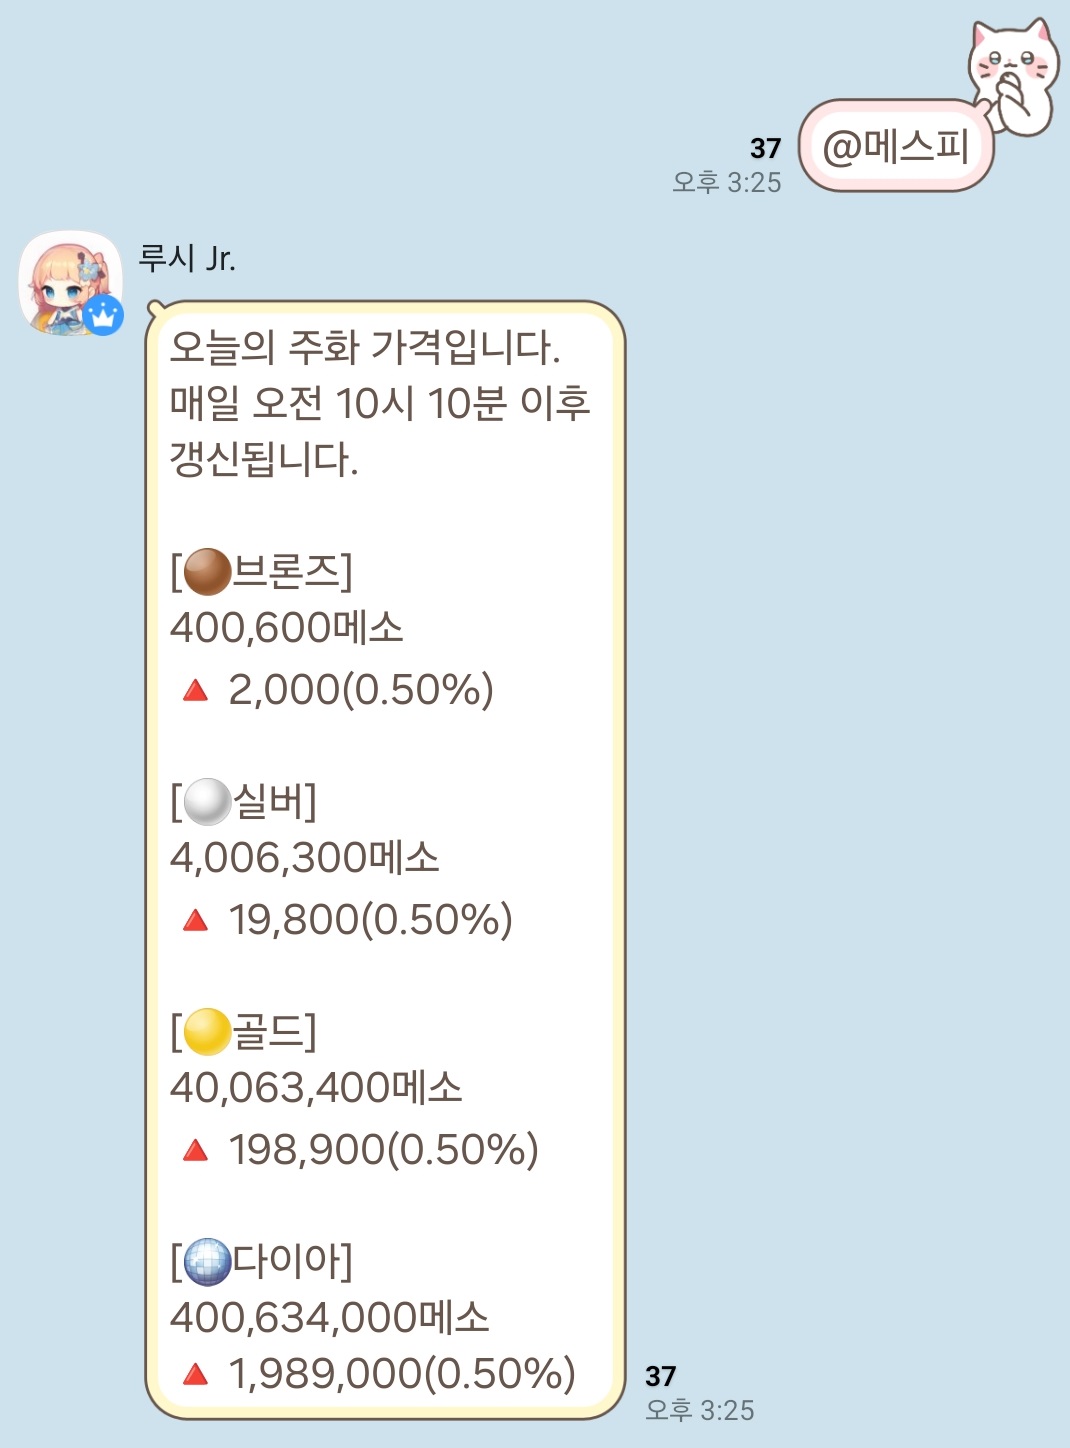 @메스피
37
오후 3:25
루시 Jr.
오늘의 주화 가격입니다.
매일 오전 10시 10분 이후
갱신됩니다.
[🟤브론즈]
400,600메소
🔺 2,000(0.50%)
[⚪실버]
4,006,300메소
🔺 19,800(0.50%)
[🟡골드]
40,063,400메소
🔺 198,900(0.50%)
[🪩다이아]
400,634,000메소
🔺 1,989,000(0.50%)
37
오후 3:25